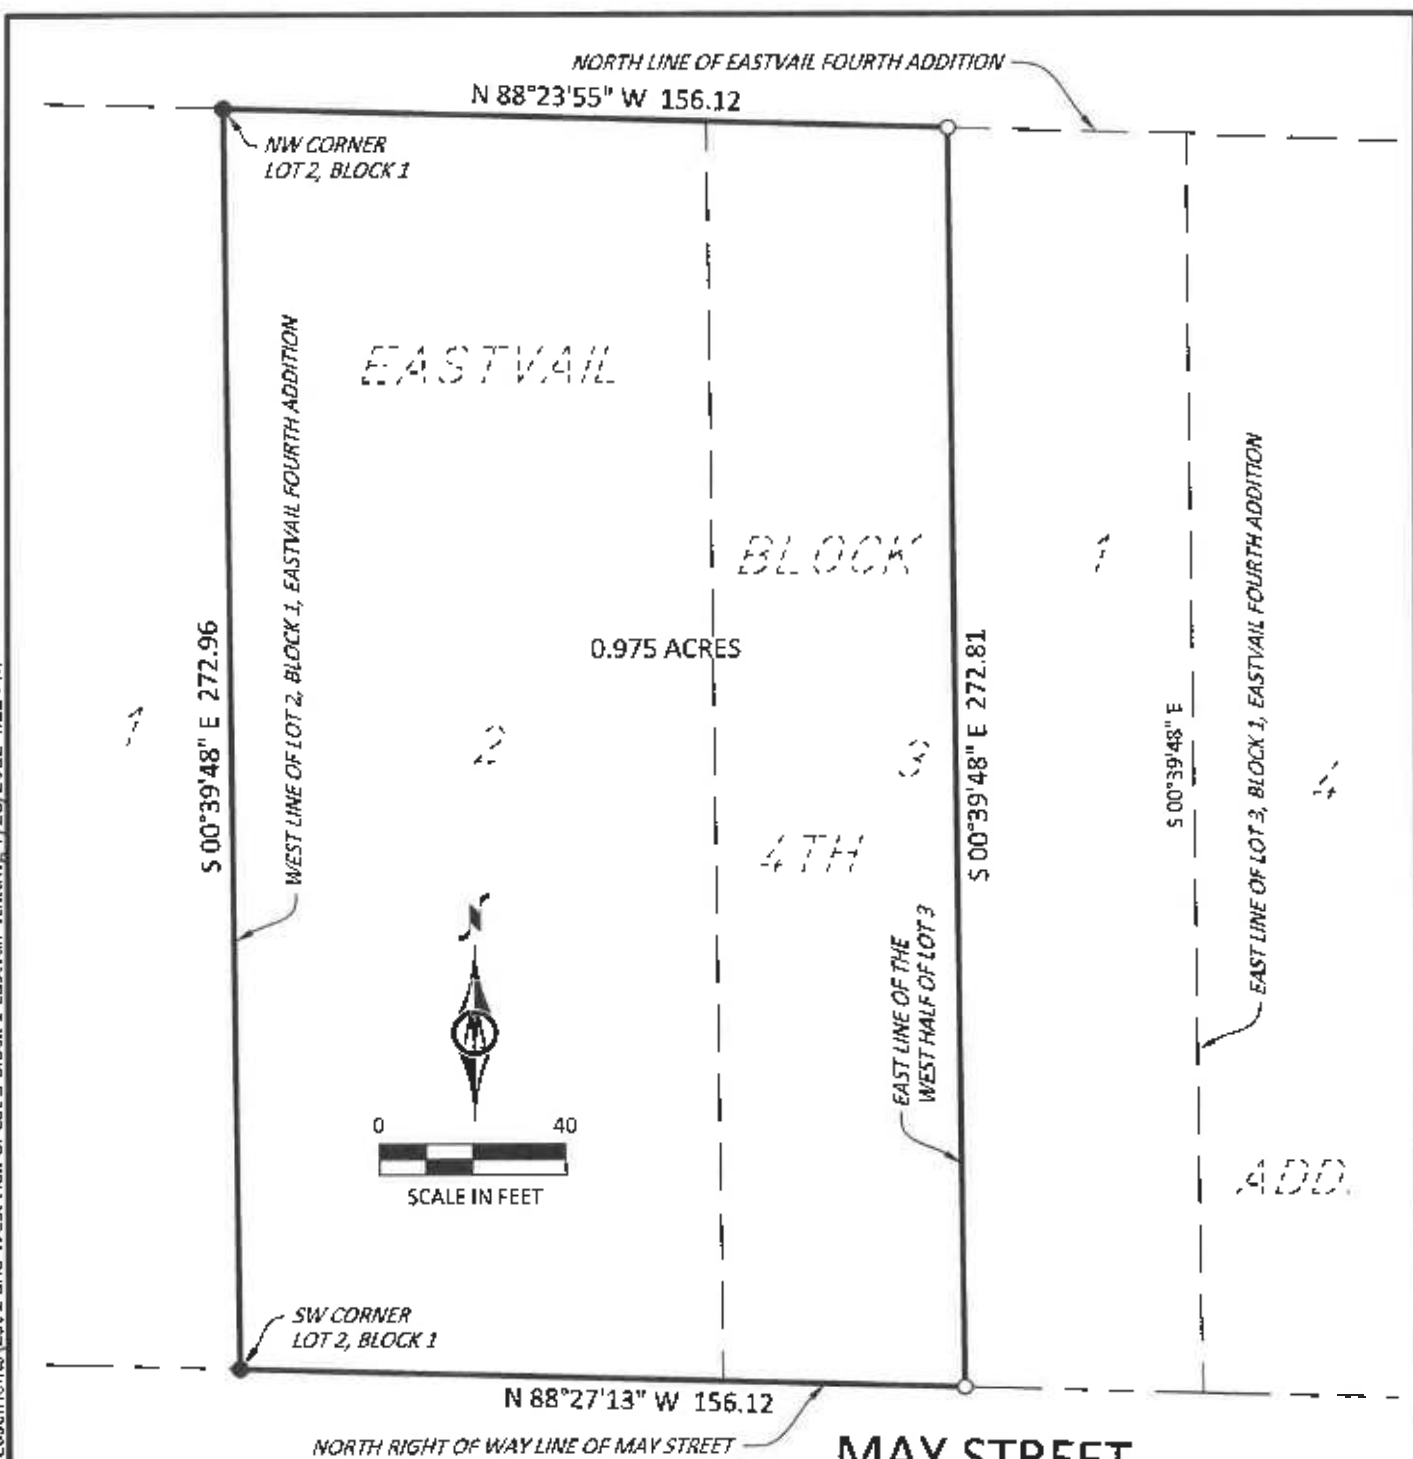 NORTH LINE OF EASTVAIL FOURTH ADDITION
N 88°23'55" W 156.12
NW CORNER
LOT 2, BLOCK 1
EASTVAIL
WEST LINE OF LOT 2, BLOCK 1, EASTVAIL FOURTH ADDITION
S 00°39'48" E 272.96
BLOCK
1
0.975 ACRES
1
2
3
4
S 00°39'48" E 272.81
S 00°39'48" E
EAST LINE OF LOT 3, BLOCK 1, EASTVAIL FOURTH ADDITION
4TH
N
EAST LINE OF THE
WEST HALF OF LOT 3
0 40
SCALE IN FEET
ADD.
SW CORNER
LOT 2, BLOCK 1
N 88°27'13" W 156.12
NORTH RIGHT OF WAY LINE OF MAY STREET
MAY STREET